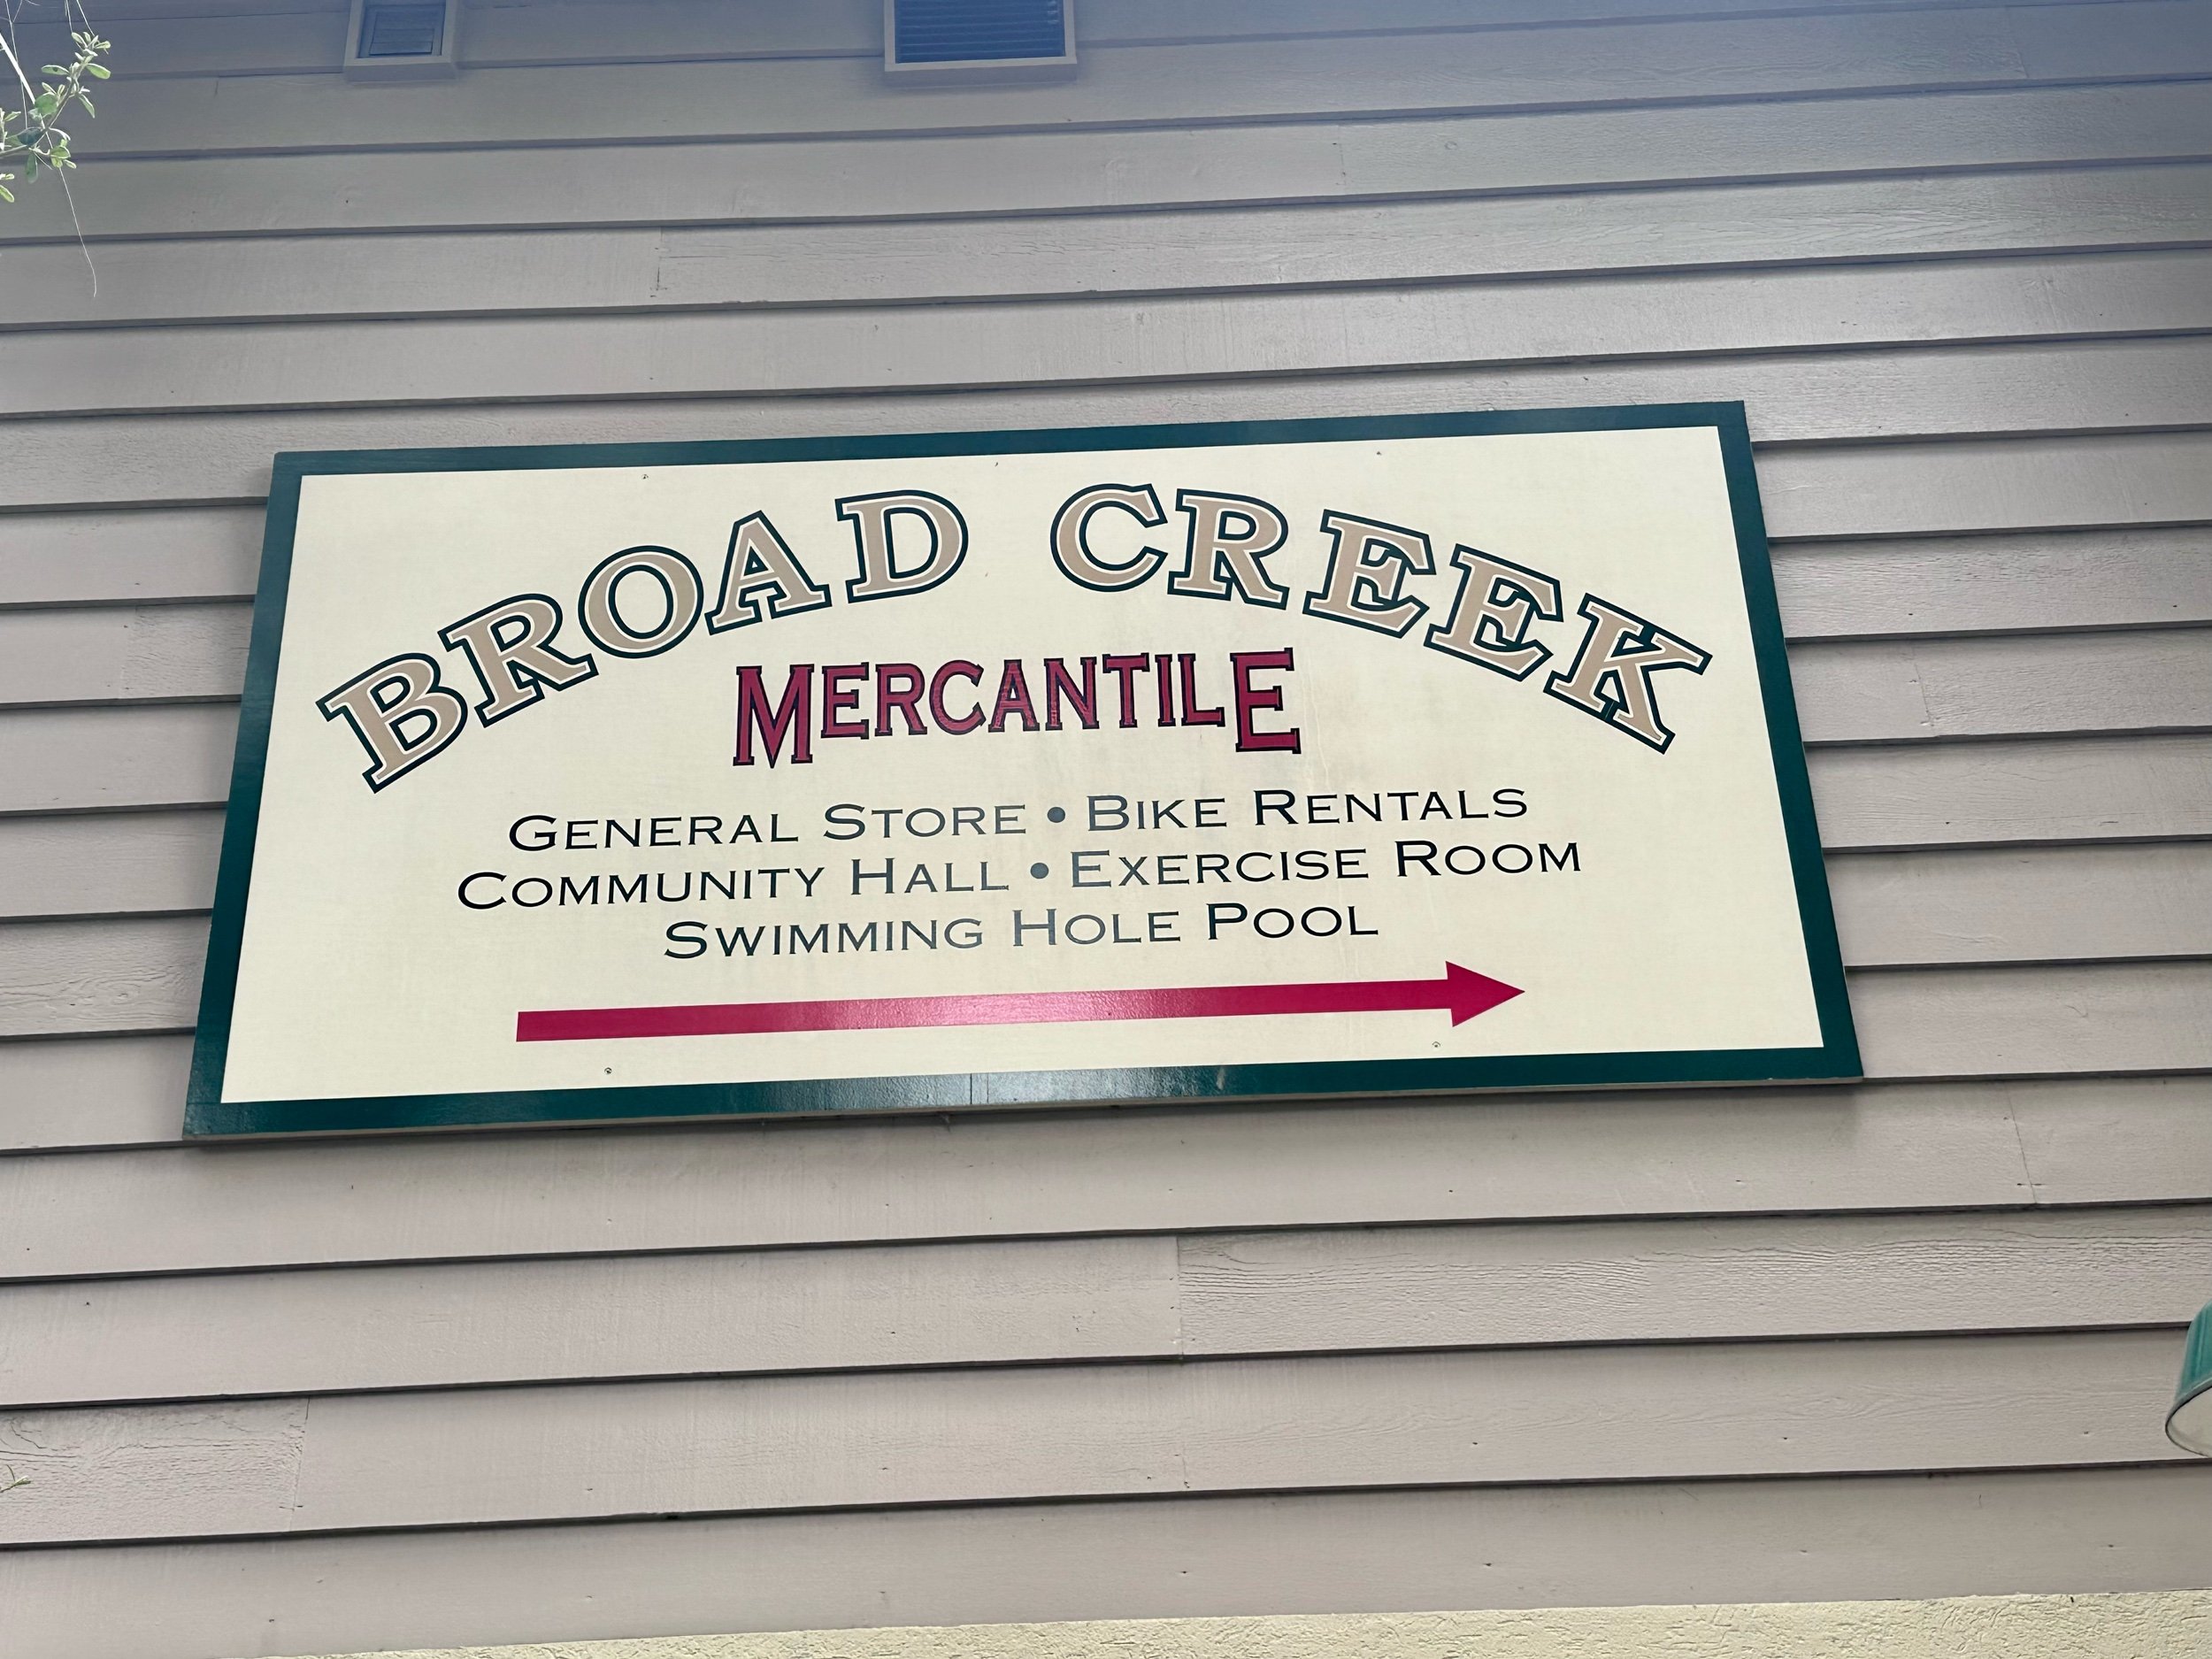 BROAD CREEK
MERCANTILE
GENERAL STORE • BIKE RENTALS
COMMUNITY HALL • EXERCISE ROOM
SWIMMING HOLE POOL